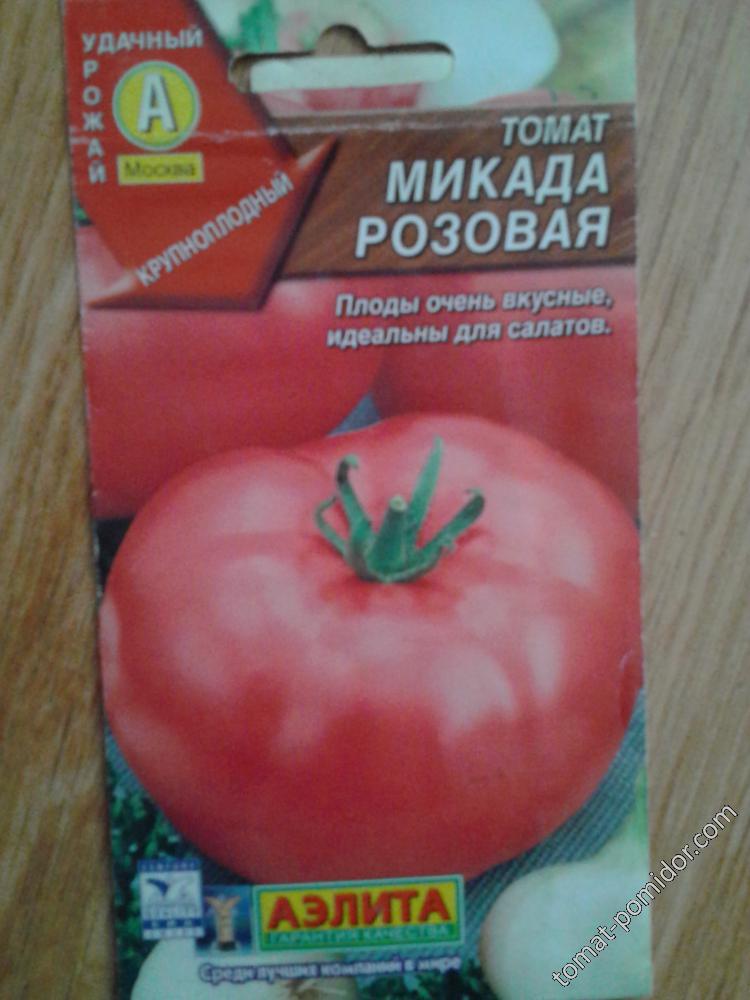 УДАЧНЫЙ
УРОЖАЙ
А
Москва
КРУПНОПЛОДНЫЙ
ТОМАТ
МИКАДА
РОЗОВАЯ
Плоды очень вкусные,
идеальны для салатов.
QUALITY
АЭЛИТА
ГАРАНТИЯ КАЧЕСТВА
Среди лучших компаний в мире
tomat-pomidor.com